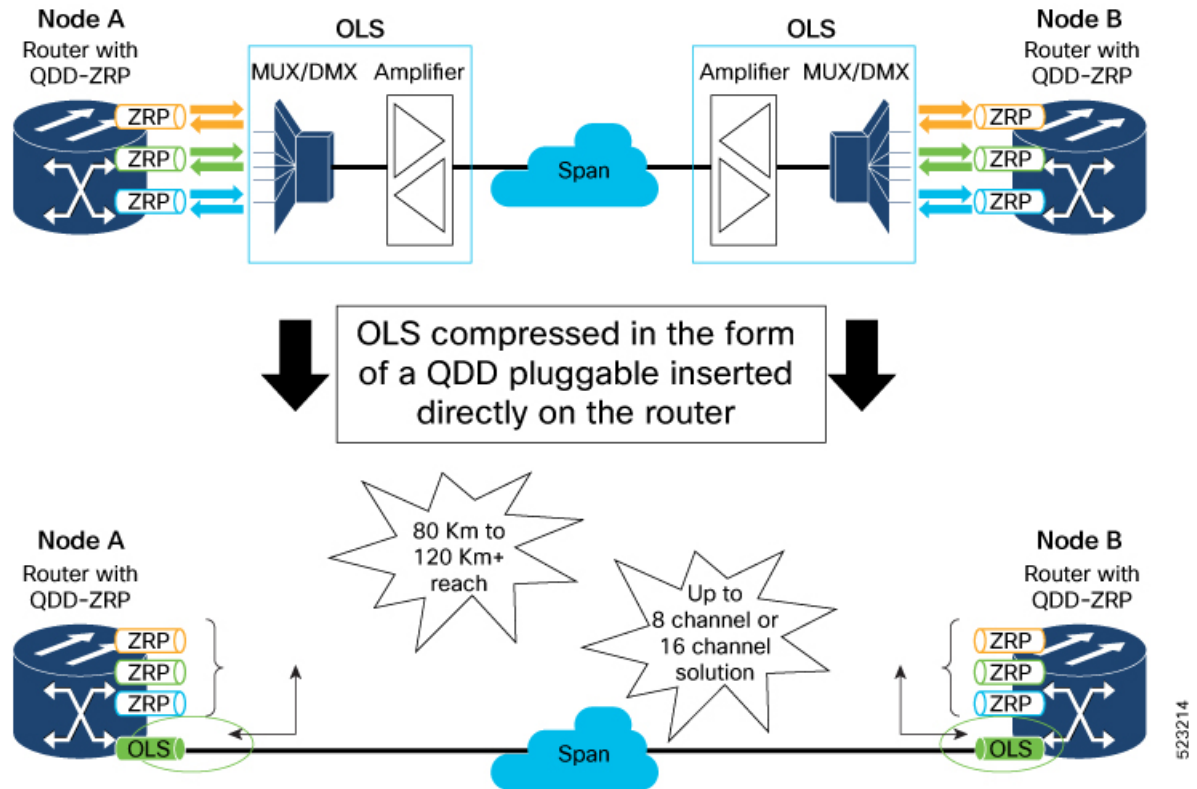 Node A
Router with
QDD-ZRP
OLS
OLS
Node B
Router with
QDD-ZRP
MUX/DMX
Amplifier
Amplifier
MUX/DMX
ZRP
ZRP
ZRP
Span
ZRP
ZRP
ZRP
OLS compressed in the form
of a QDD pluggable inserted
directly on the router
80 Km to
120 Km+
reach
Up to
8 channel or
16 channel
solution
Node A
Router with
QDD-ZRP
ZRP
ZRP
ZRP
OLS
Span
Node B
Router with
QDD-ZRP
ZRP
ZRP
ZRP
OLS
523214